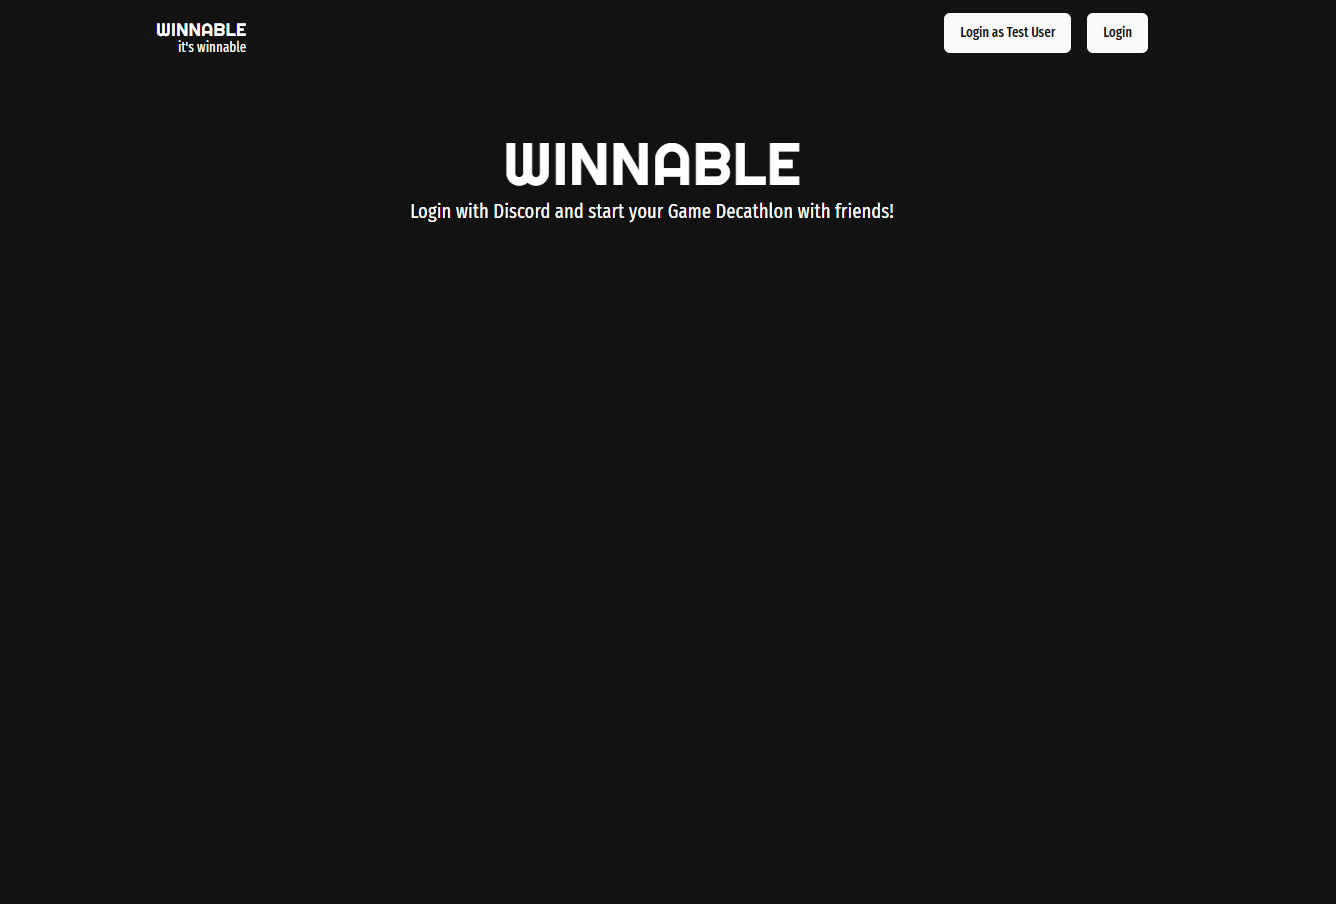 WINNABLE
it's winnable
Login as Test User
Login
WINNABLE
Login with Discord and start your Game Decathlon with friends!